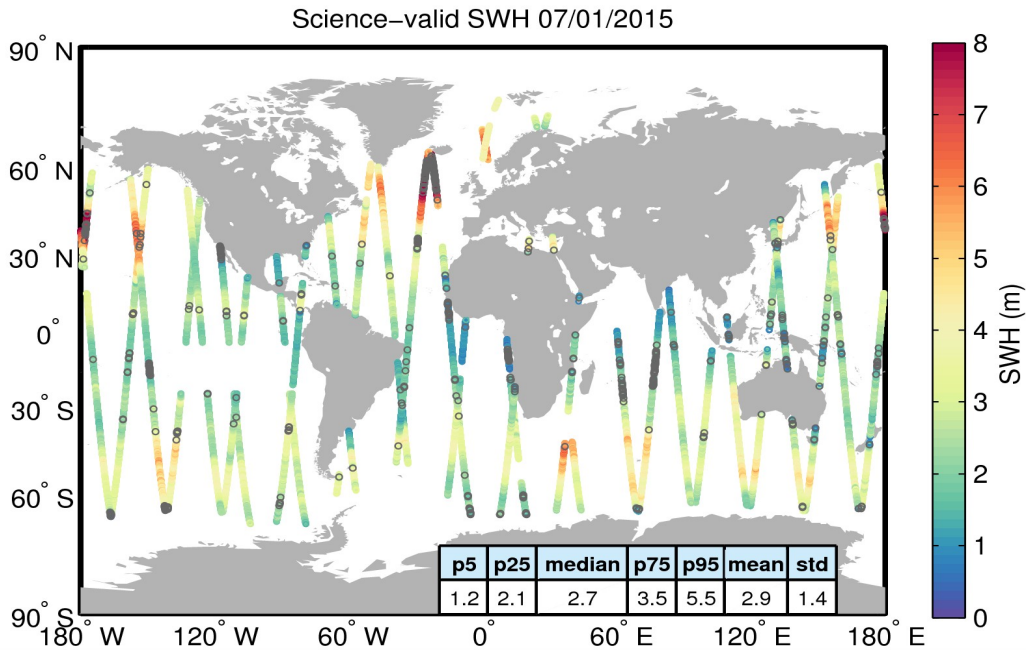 Science−valid SWH 07/01/2015
90° N
60° N
30° N
0°
30° S
60° S
90° S
180° W
120° W
60° W
0°
60° E
120° E
180° E
p5 p25 median p75 p95 mean std
1.2 2.1 2.7 3.5 5.5 2.9 1.4
8
7
6
5
4
3
2
1
0
SWH (m)